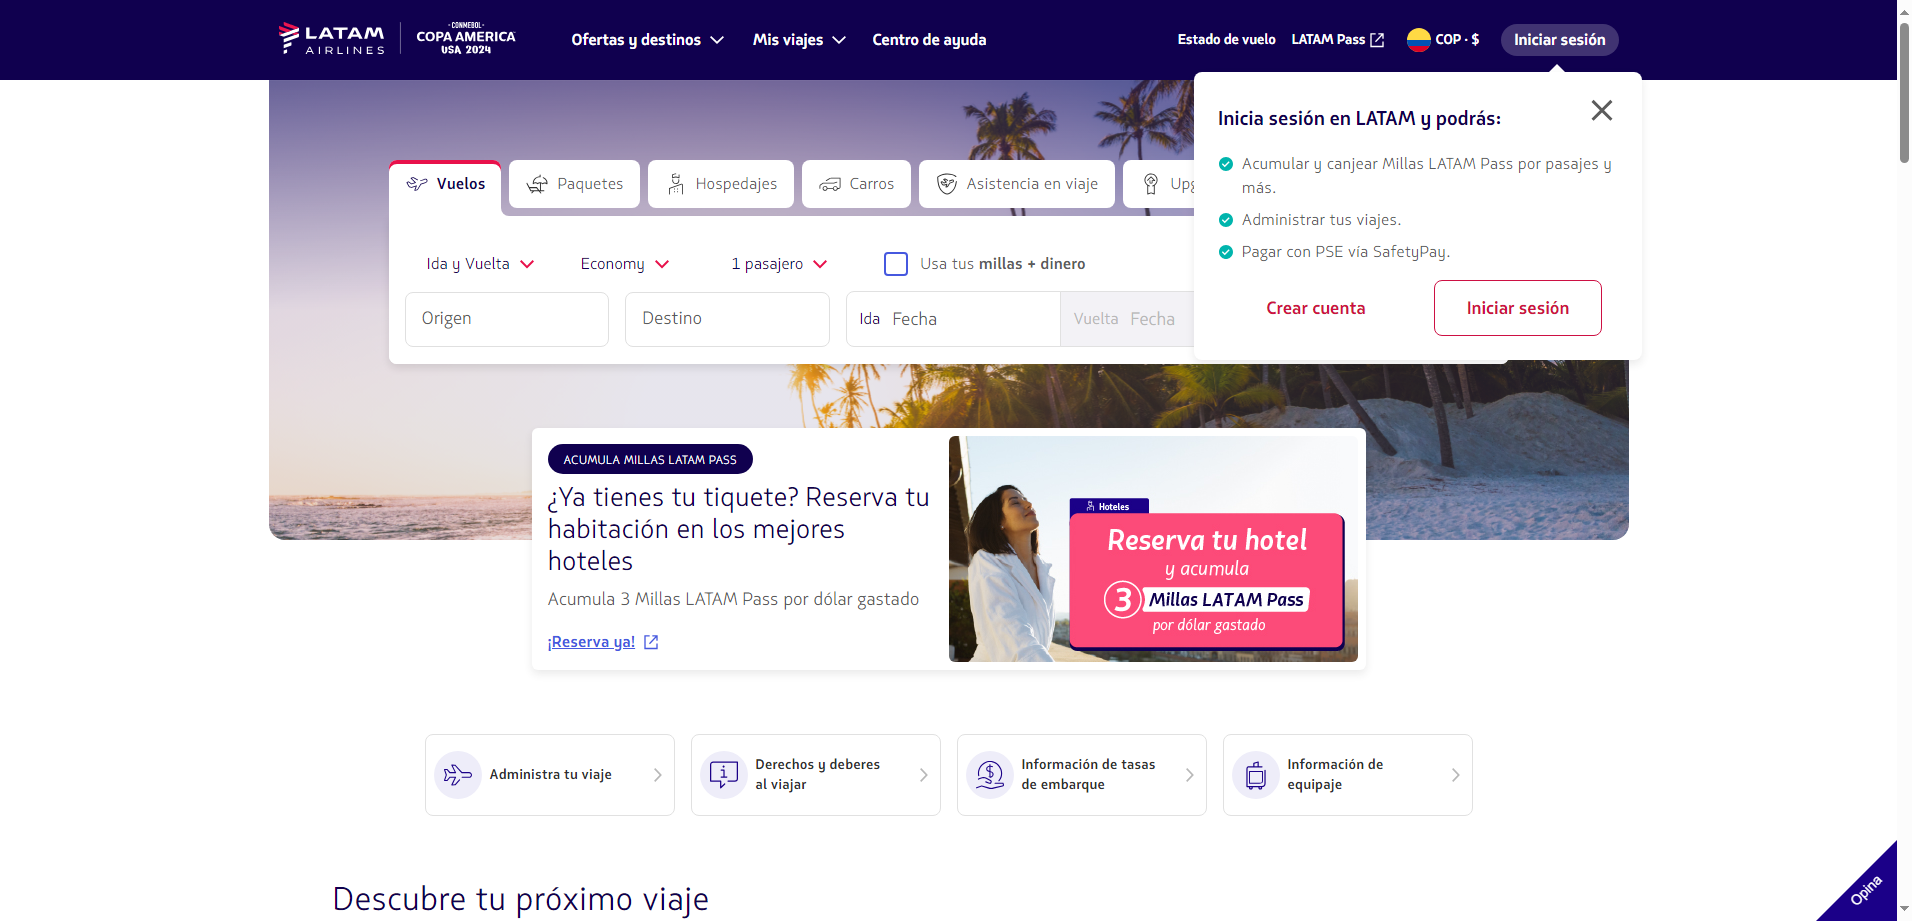 LATAM
AIRLINES
CONMEBOL
COPA AMERICA
USA 2024
Ofertas y destinos
Mis viajes
Centro de ayuda
Estado de vuelo
LATAM Pass
COP · $
Iniciar sesión
Inicia sesión en LATAM y podrás:
Acumular y canjear Millas LATAM Pass por pasajes y
más.
Administrar tus viajes.
Pagar con PSE vía SafetyPay.
Crear cuenta
Iniciar sesión
Vuelos
Paquetes
Hospedajes
Carros
Asistencia en viaje
Upg
Ida y Vuelta
Economy
1 pasajero
Usa tus millas + dinero
Origen
Destino
Ida Fecha
Vuelta Fecha
ACUMULA MILLAS LATAM PASS
¿Ya tienes tu tiquete? Reserva tu
habitación en los mejores
hoteles
Acumula 3 Millas LATAM Pass por dólar gastado
¡Reserva ya!
Hoteles
Reserva tu hotel
y acumula
3 Millas LATAM Pass
por dólar gastado
Administra tu viaje
Derechos y deberes
al viajar
Información de tasas
de embarque
Información de
equipaje
Descubre tu próximo viaje
Opina